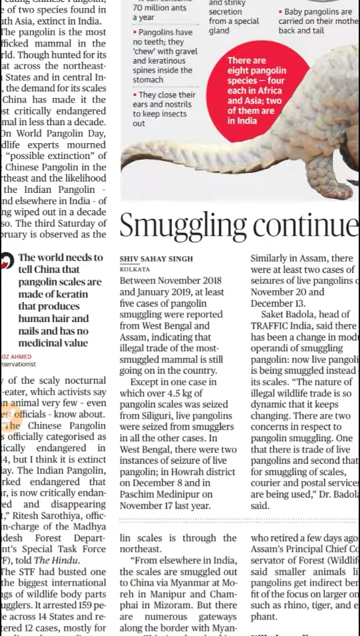 eating Chinese Pangolin,
e of two species found in
uth Asia, extinct in India.
The pangolin is the most
fficked mammal in the
rld. Though hunted for its
at across the northeast-
States and in central In-
, the demand for its scales
China has made it the
st critically endangered
mal in less than a decade.
On World Pangolin Day,
dlife experts mourned
"possible extinction" of
Chinese Pangolin in the
rtheast and the likelihood
the Indian Pangolin -
nd elsewhere in India - of
ng wiped out in a decade
so. The third Saturday of
bruary is observed as the
The world needs to
tell China that
pangolin scales are
made of keratin
that produces
human hair and
nails and has no
medicinal value
OZ AHMED
nservationist
of the scaly nocturnal
-eater, which activists say
an animal very few - even
officials - know about.
Chinese Pangolin
s officially categorised as
tically endangered in
4, but I think it is extinct
lay. The Indian Pangolin,
rked endangered that
ar, is now critically endan-
red and disappearing
," Ritesh Sarothiya, offic-
in-charge of the Madhya
desh Forest Depart-
nt's Special Task Force
F), told The Hindu.
The STF had busted one
the biggest international
ngs of wildlife body parts
ugglers. It arrested 159 pe-
le across 14 States and re-
tered 12 cases, mostly for
70 million ants
a year
• Pangolins have
no teeth; they
'chew' with gravel
and keratinous
spines inside the
stomach
• They close their
ears and nostrils
to keep insects
out
and stinky
secretion
from a special
gland
• Baby pangolins are
carried on their mothe
back and tail
There are
eight pangolin
species – four
each in Africa
and Asia; two
of them are
in India
Smuggling continue
SHIV SAHAY SINGH
KOLKATA
Between November 2018
and January 2019, at least
five cases of pangolin
smuggling were reported
from West Bengal and
Assam, indicating that
illegal trade of the most-
smuggled mammal is still
going on in the country.
Except in one case in
which over 4.5 kg of
pangolin scales was seized
from Siliguri, live pangolins
were seized from smugglers
in all the other cases. In
West Bengal, there were two
instances of seizure of live
pangolin; in Howrah district
on December 8 and in
Paschim Medinipur on
November 17 last year.
Similarly in Assam, there
were at least two cases of
seizures of live pangolins
November 20 and
December 13.
Saket Badola, head of
TRAFFIC India, said there
has been a change in mod
operandi of smuggling
pangolin: now live pangoli
is being smuggled instead
its scales. "The nature of
illegal wildlife trade is so
dynamic that it keeps
changing. There are two
concerns in respect to
pangolin smuggling. One
that there is trade of live
pangolins and second that
for smuggling of scales,
courier and postal services
are being used," Dr. Badol
said.
lin scales is through the
northeast.
"From elsewhere in India,
the scales are smuggled out
to China via Myanmar at Mo-
reh in Manipur and Cham-
phai in Mizoram. But there
are numerous gateways
along the border with Myan-
who retired a few days ago
Assam's Principal Chief Co
servator of Forest (Wildlife)
said smaller animals li
pangolins get indirect ben
fit of the focus on larger on
such as rhino, tiger, and e
phant.